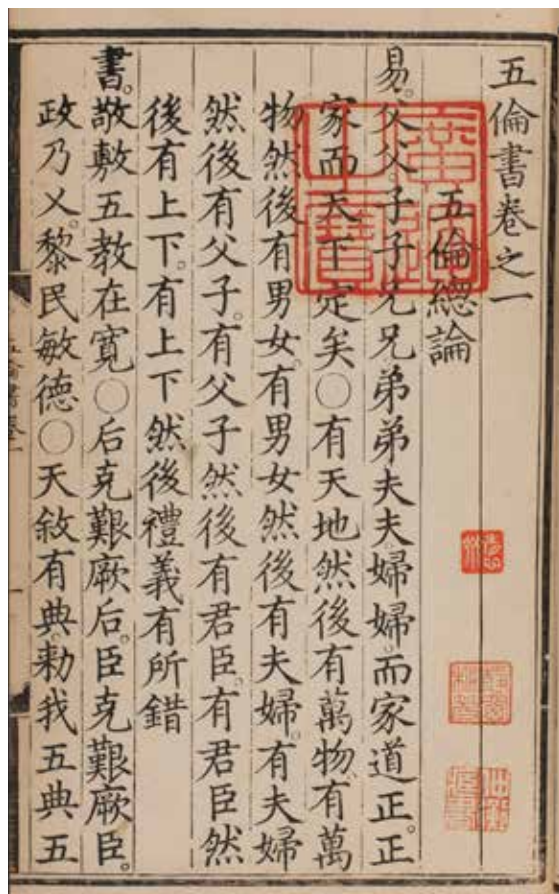 五倫書卷之一
五倫總論
易。父父。子子。兄兄弟弟夫夫。婦婦。而家道正。正
家而天下定矣○有天地然後有萬物。有萬
物然後有男女。有男女然後有夫婦。有夫婦
然後有父子。有父子然後有君臣。有君臣然
後有上下。有上下然後禮義有所錯
書。敬敷五教在寬○后克艱厥后。臣克艱厥臣。
政乃乂。黎民敏德○天敘有典勑我五典五